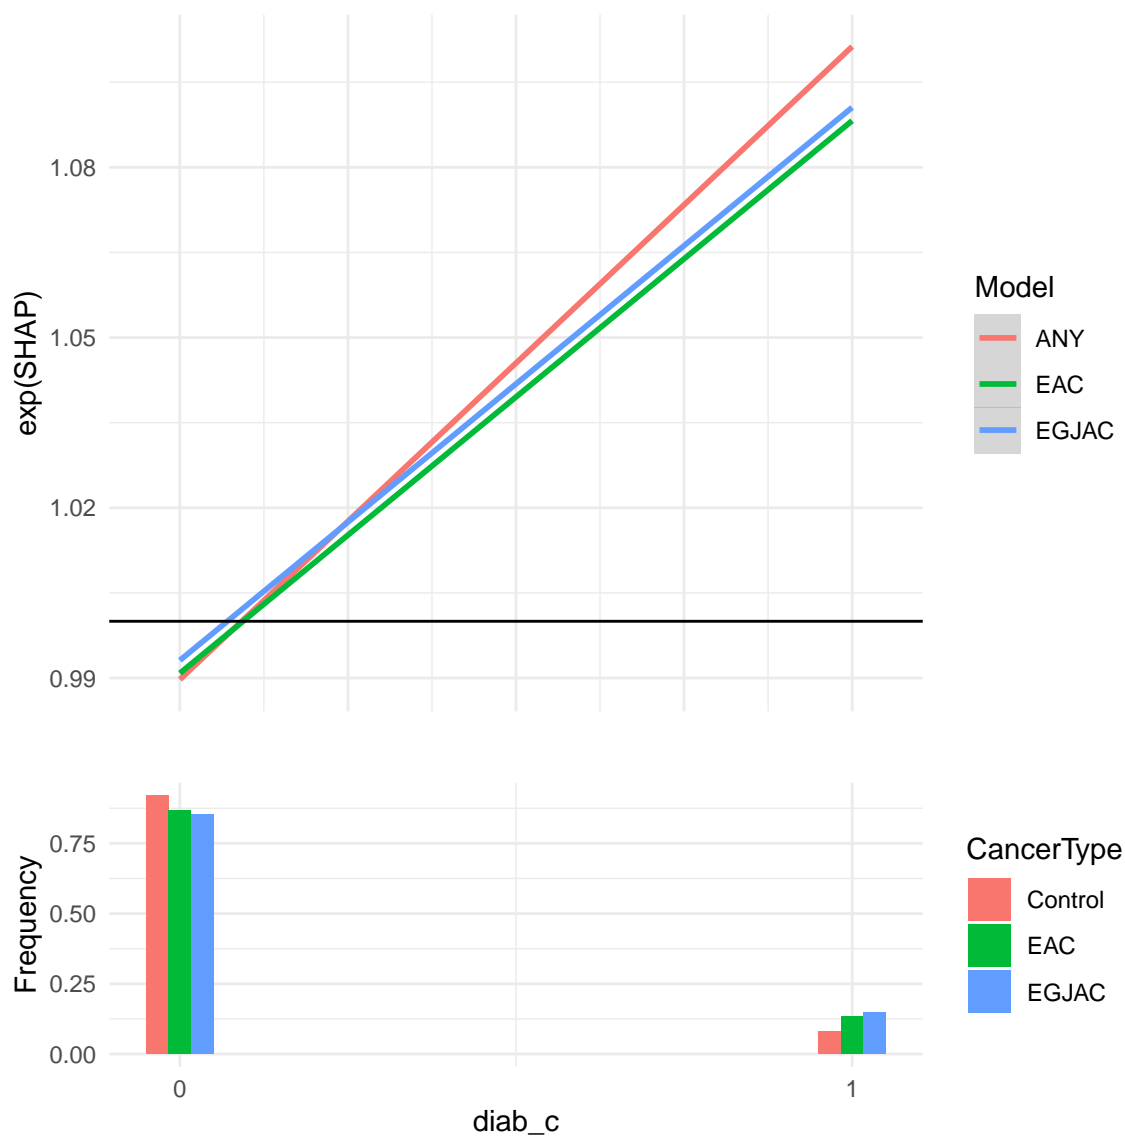 exp(SHAP)
1.08
1.05
1.02
0.99
Model
ANY
EAC
EGJAC
Frequency
0.75
0.50
0.25
0.00
0
1
diab_c
CancerType
Control
EAC
EGJAC